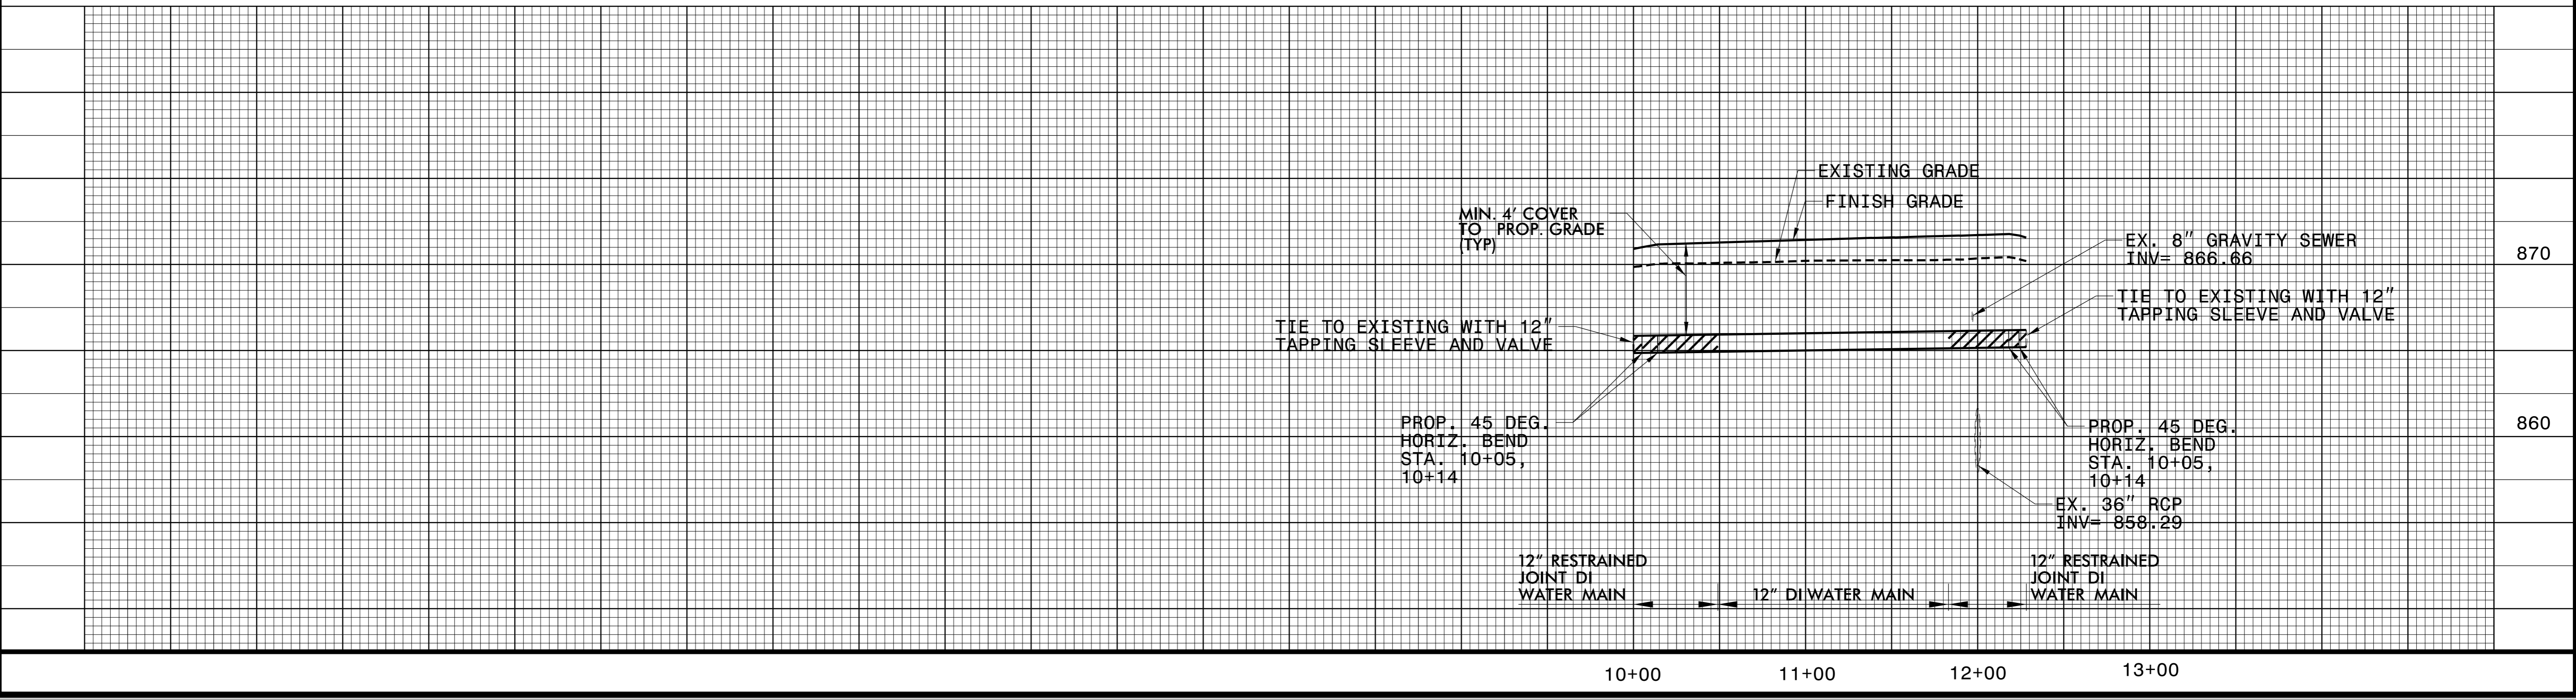 EXISTING GRADE
FINISH GRADE
MIN. 4' COVER
TO PROP. GRADE
(TYP)
EX. 8" GRAVITY SEWER
INV= 866.66
870
TIE TO EXISTING WITH 12"
TAPPING SLEEVE AND VALVE
TIE TO EXISTING WITH 12"
TAPPING SLEEVE AND VALVE
PROP. 45 DEG.
HORIZ. BEND
STA. 10+05,
10+14
PROP. 45 DEG.
HORIZ. BEND
STA. 10+05,
10+14
860
EX. 36" RCP
INV= 858.29
12" RESTRAINED
JOINT DI
WATER MAIN
12" DI WATER MAIN
12" RESTRAINED
JOINT DI
WATER MAIN
10+00 11+00 12+00 13+00